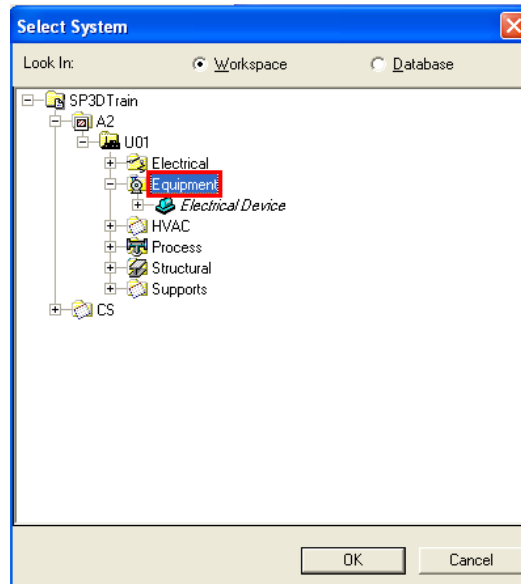 Select System
Look In: Workspace Database
SP3DTrain
A2
U01
Electrical
Equipment
Electrical Device
HVAC
Process
Structural
Supports
CS
OK Cancel